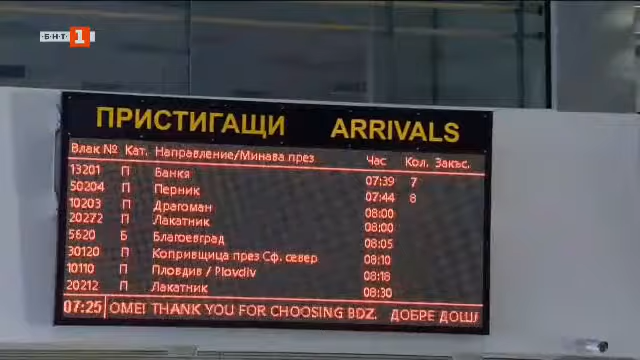 БНТ 1
ПРИСТИГАЩИ ARRIVALS
Влак № Кат. Направление/Минава през Час Кол. Закъс.
13201 П Банкя 07:39 7
50204 П Перник 07:44 8
10203 П Драгоман 08:00
20272 П Лакатник 08:00
5620 Б Благоевград 08:05
30120 П Копривщица през Сф. север 08:10
10110 П Пловдив / Plovdiv 08:18
20212 П Лакатник 08:30
07:25 OME! THANK YOU FOR CHOOSING BDZ. ДОБРЕ ДОШ